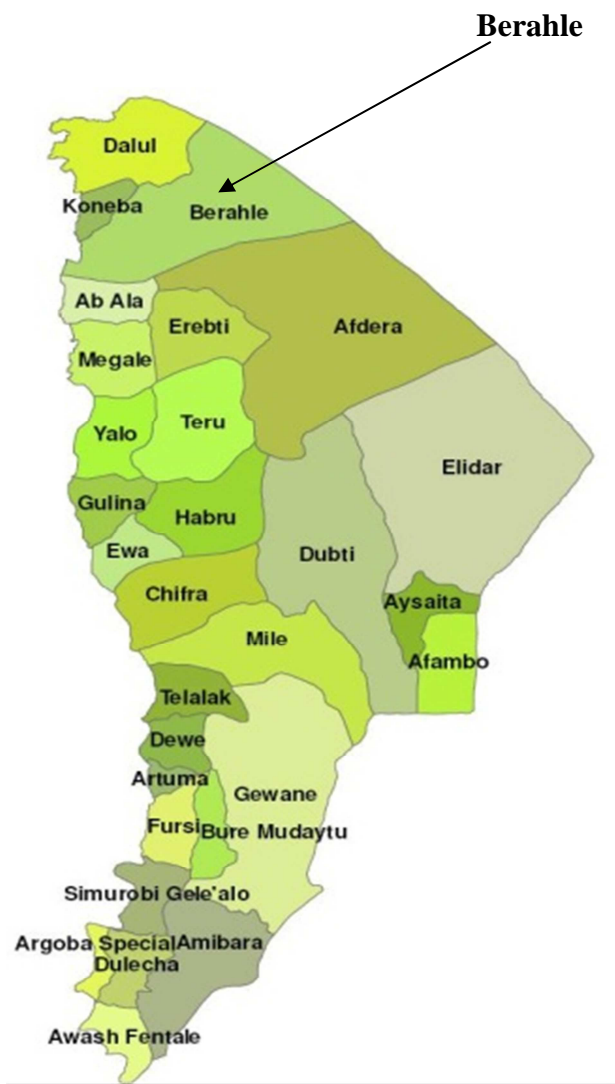 Berahle
Dalul
Koneba
Berahle
Ab Ala
Erebti
Afdera
Megale
Teru
Yalo
Elidar
Gulina
Habru
Ewa
Dubti
Chifra
Aysaita
Mile
Afambo
Telalak
Dewe
Artuma
Gewane
Fursi
Bure Mudaytu
Simurobi Gele'alo
Argoba Special
Amibara
Dulecha
Awash Fentale